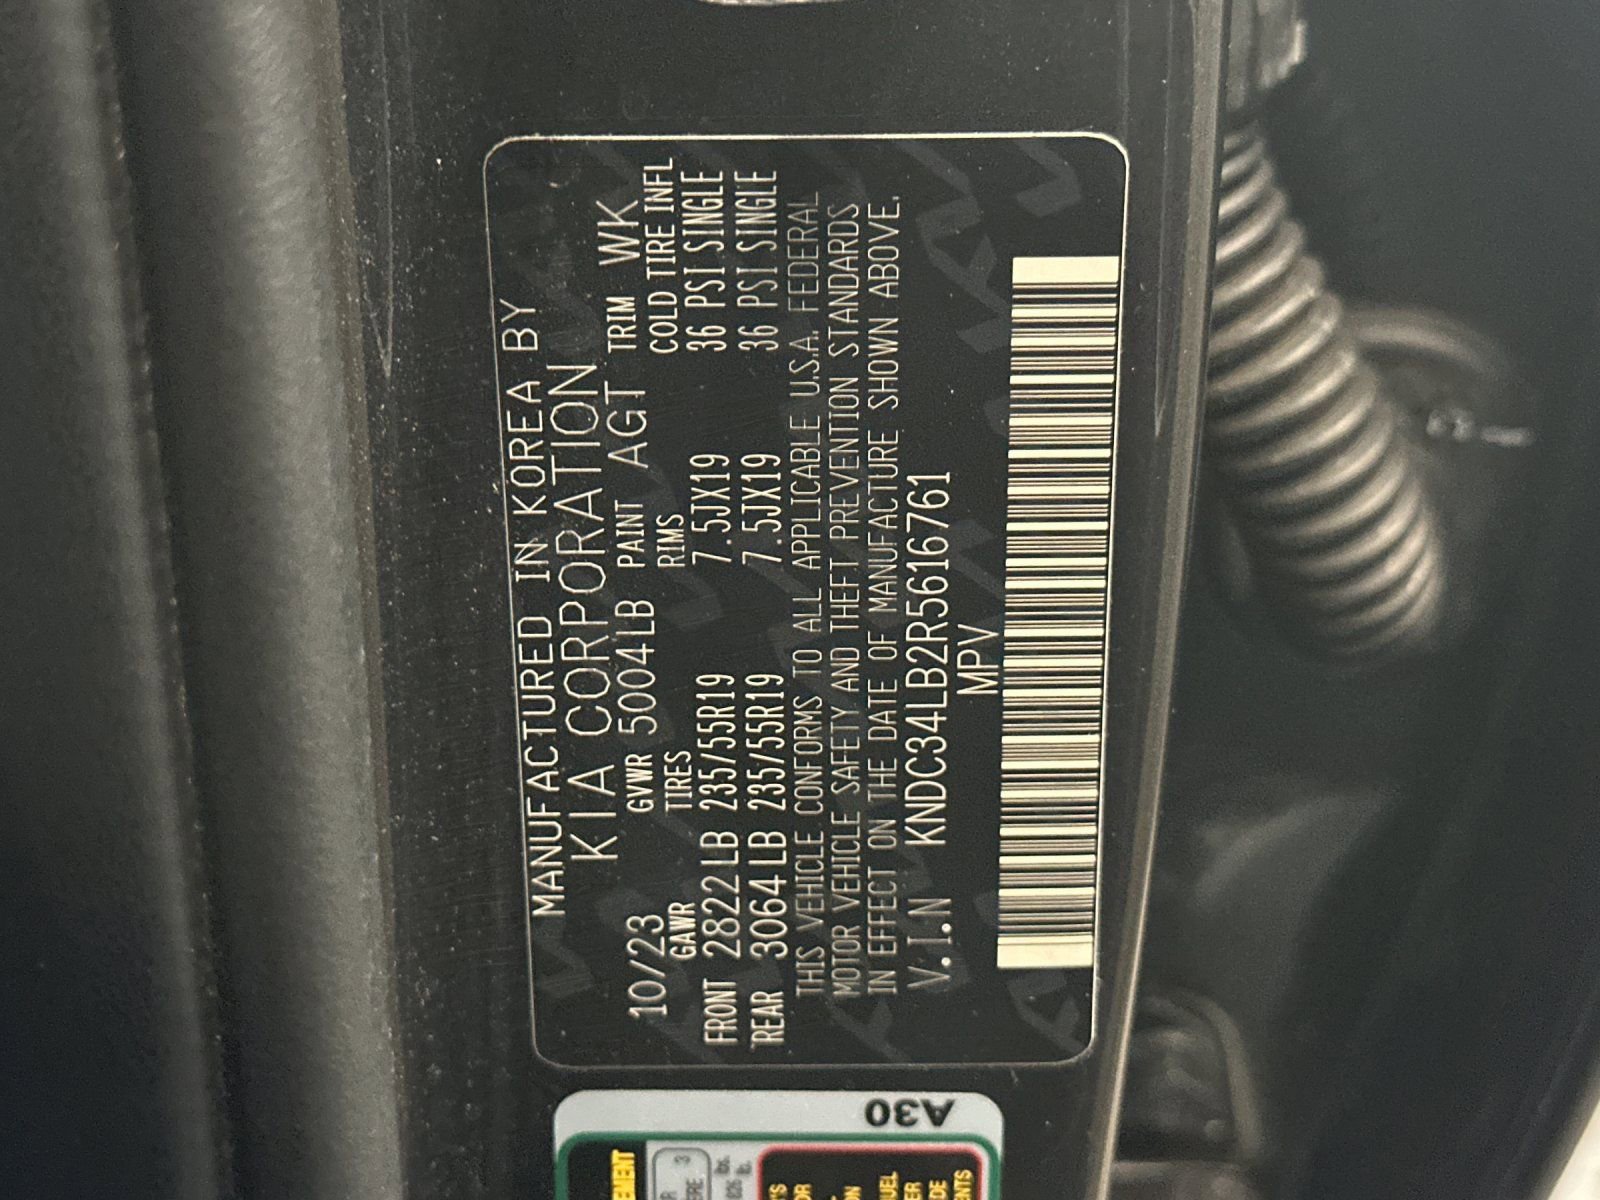 MANUFACTURED IN KOREA BY
KIA CORPORATION
10/23 GVWR 5004LB PAINT AGT TRIM WK
GAWR TIRES RIMS COLD TIRE INFL
FRONT 2822LB 235/55R19 7.5JX19 36 PSI SINGLE
REAR 3064LB 235/55R19 7.5JX19 36 PSI SINGLE
THIS VEHICLE CONFORMS TO ALL APPLICABLE U.S.A. FEDERAL
MOTOR VEHICLE SAFETY AND THEFT PREVENTION STANDARDS
IN EFFECT ON THE DATE OF MANUFACTURE SHOWN ABOVE.
V.I.N KNDC34LB2R5616761
MPV
A30